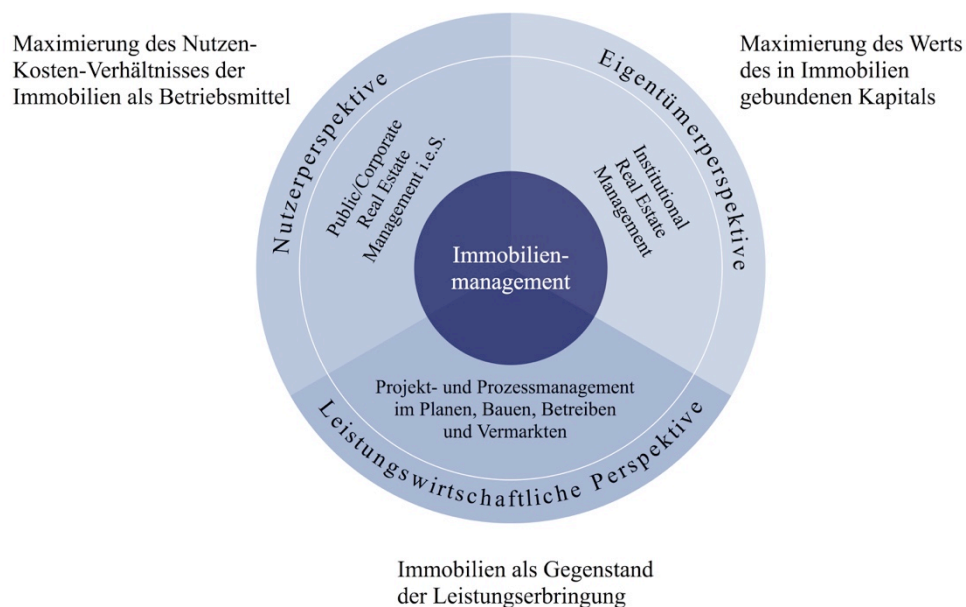 Maximierung des Nutzen-
Kosten-Verhältnisses der
Immobilien als Betriebsmittel
Maximierung des Werts
des in Immobilien
gebundenen Kapitals
Nutzerperspektive
Public/Corporate
Real Estate
Management i.e.S.
Eigentümerperspektive
Institutional
Real Estate
Management
Immobilien-
management
Projekt- und Prozessmanagement
im Planen, Bauen, Betreiben
und Vermarkten
Leistungswirtschaftliche Perspektive
Immobilien als Gegenstand
der Leistungserbringung